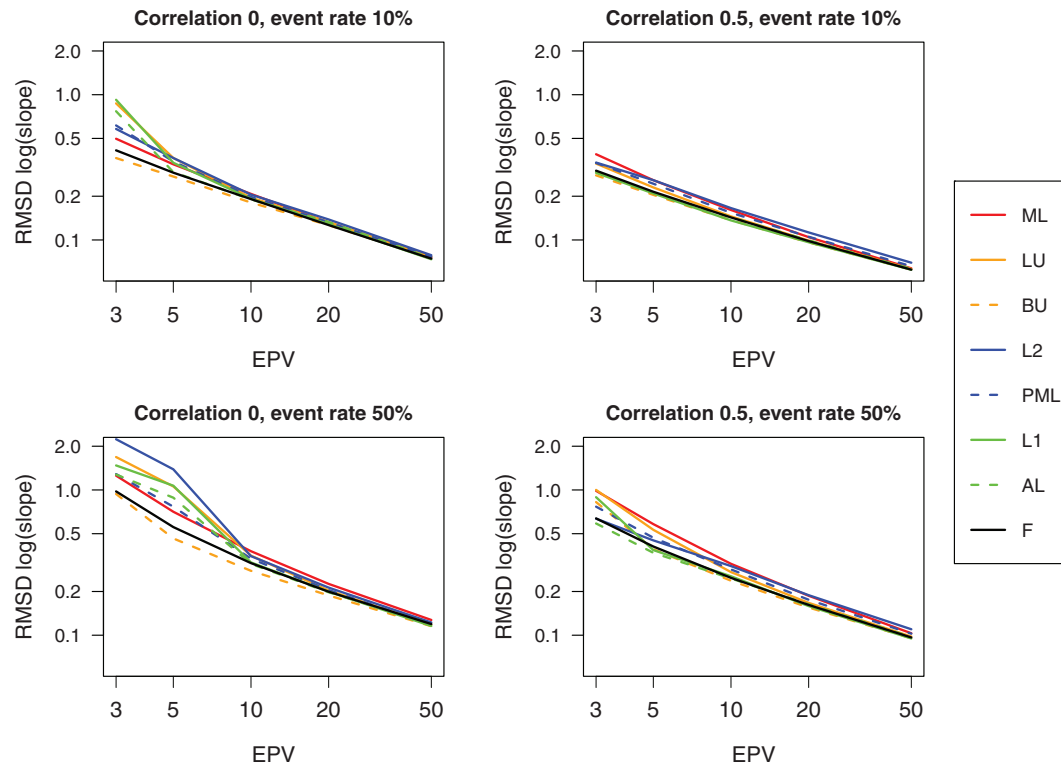 Correlation 0, event rate 10%
RMSD log(slope)
2.0
1.0
0.5
0.2
0.1
3 5 10 20 50
EPV
Correlation 0.5, event rate 10%
RMSD log(slope)
2.0
1.0
0.5
0.2
0.1
3 5 10 20 50
EPV
Correlation 0, event rate 50%
RMSD log(slope)
2.0
1.0
0.5
0.2
0.1
3 5 10 20 50
EPV
Correlation 0.5, event rate 50%
RMSD log(slope)
2.0
1.0
0.5
0.2
0.1
3 5 10 20 50
EPV
ML
LU
BU
L2
PML
L1
AL
F